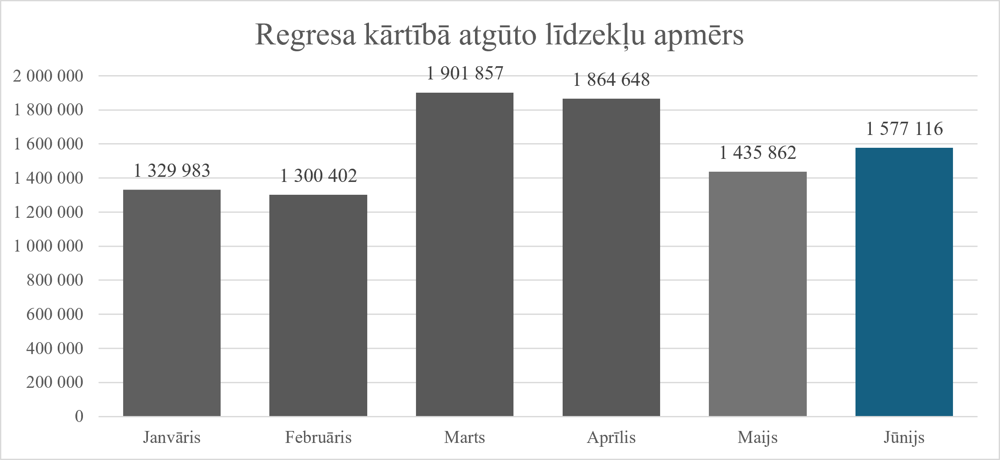 Regresa kārtībā atgūto līdzekļu apmērs
2 000 000
1 800 000
1 600 000
1 400 000
1 200 000
1 000 000
800 000
600 000
400 000
200 000
0
1 329 983
1 300 402
1 901 857
1 864 648
1 435 862
1 577 116
Janvāris
Februāris
Marts
Aprīlis
Maijs
Jūnijs